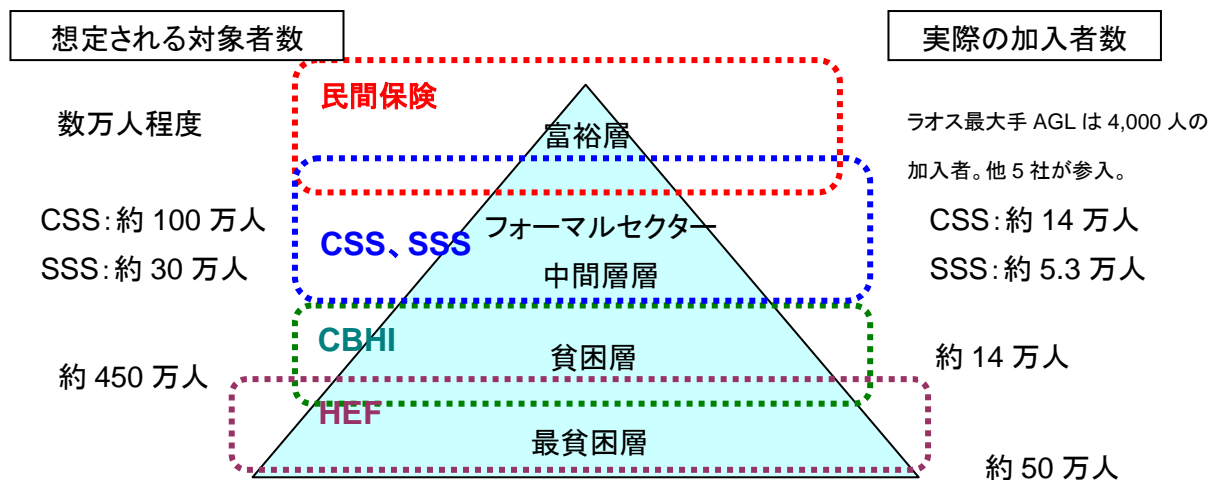 想定される対象者数
実際の加入者数
民間保険
数万人程度
富裕層
ラオス最大手 AGL は 4,000 人の
加入者。他 5 社が参入。
CSS：約 100 万人
フォーマルセクター
CSS：約 14 万人
CSS、SSS
SSS：約 30 万人
中間層層
SSS：約 5.3 万人
CBHI
貧困層
約 14 万人
約 450 万人
HEF
最貧困層
約 50 万人